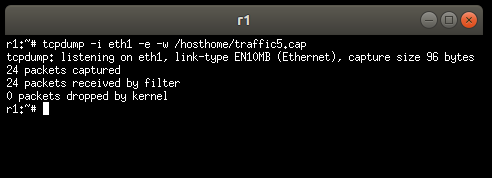 r1
r1:~# tcpdump -i eth1 -e -w /hosthome/traffic5.cap
tcpdump: listening on eth1, link-type EN10MB (Ethernet), capture size 96 bytes
24 packets captured
24 packets received by filter
0 packets dropped by kernel
r1:~#